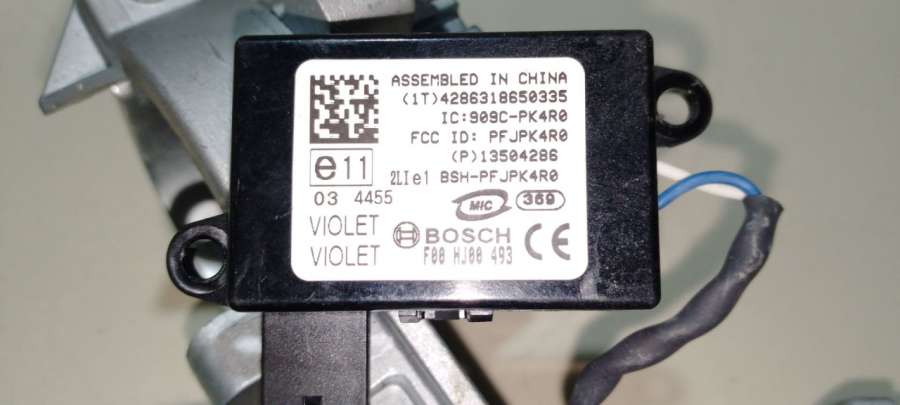 ASSEMBLED IN CHINA
(1T)4286318650335
IC:909C-PK4R0
FCC ID: PFJPK4R0
(P)13504286
e11
2LIe1 BSH-PFJPK4R0
03 4455
MIC 369
VIOLET
VIOLET
BOSCH
F00 HJ00 493
CE